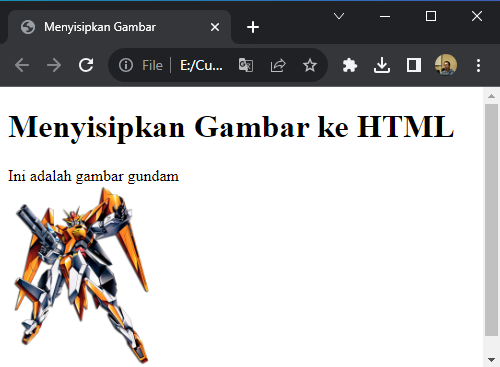 Menyisipkan Gambar
File
E:/Cu...
Menyisipkan Gambar ke HTML
Ini adalah gambar gundam